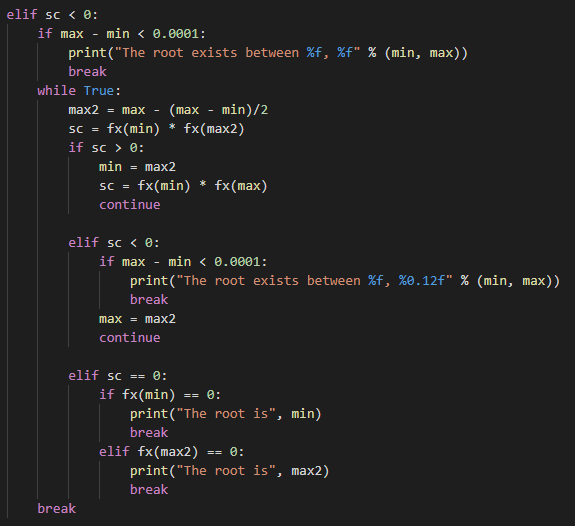 elif sc < 0:
    if max - min < 0.0001:
        print("The root exists between %f, %f" % (min, max))
        break
    while True:
        max2 = max - (max - min)/2
        sc = fx(min) * fx(max2)
        if sc > 0:
            min = max2
            sc = fx(min) * fx(max)
            continue

        elif sc < 0:
            if max - min < 0.0001:
                print("The root exists between %f, %0.12f" % (min, max))
                break
            max = max2
            continue

        elif sc == 0:
            if fx(min) == 0:
                print("The root is", min)
                break
            elif fx(max2) == 0:
                print("The root is", max2)
                break
    break